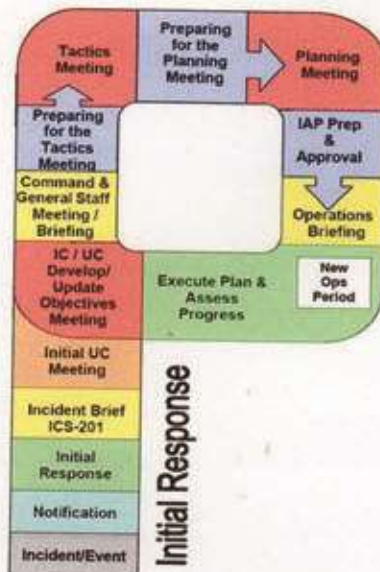 Tactics
Meeting
Preparing
for the
Planning
Meeting
Planning
Meeting
Preparing
for the
Tactics
Meeting
IAP Prep
&
Approval
Command &
General Staff
Meeting /
Briefing
Operations
Briefing
IC / UC
Develop/
Update
Objectives
Meeting
Execute Plan &
Assess
Progress
New
Ops
Period
Initial UC
Meeting
Incident Brief
ICS-201
Initial
Response
Notification
Incident/Event
Initial Response